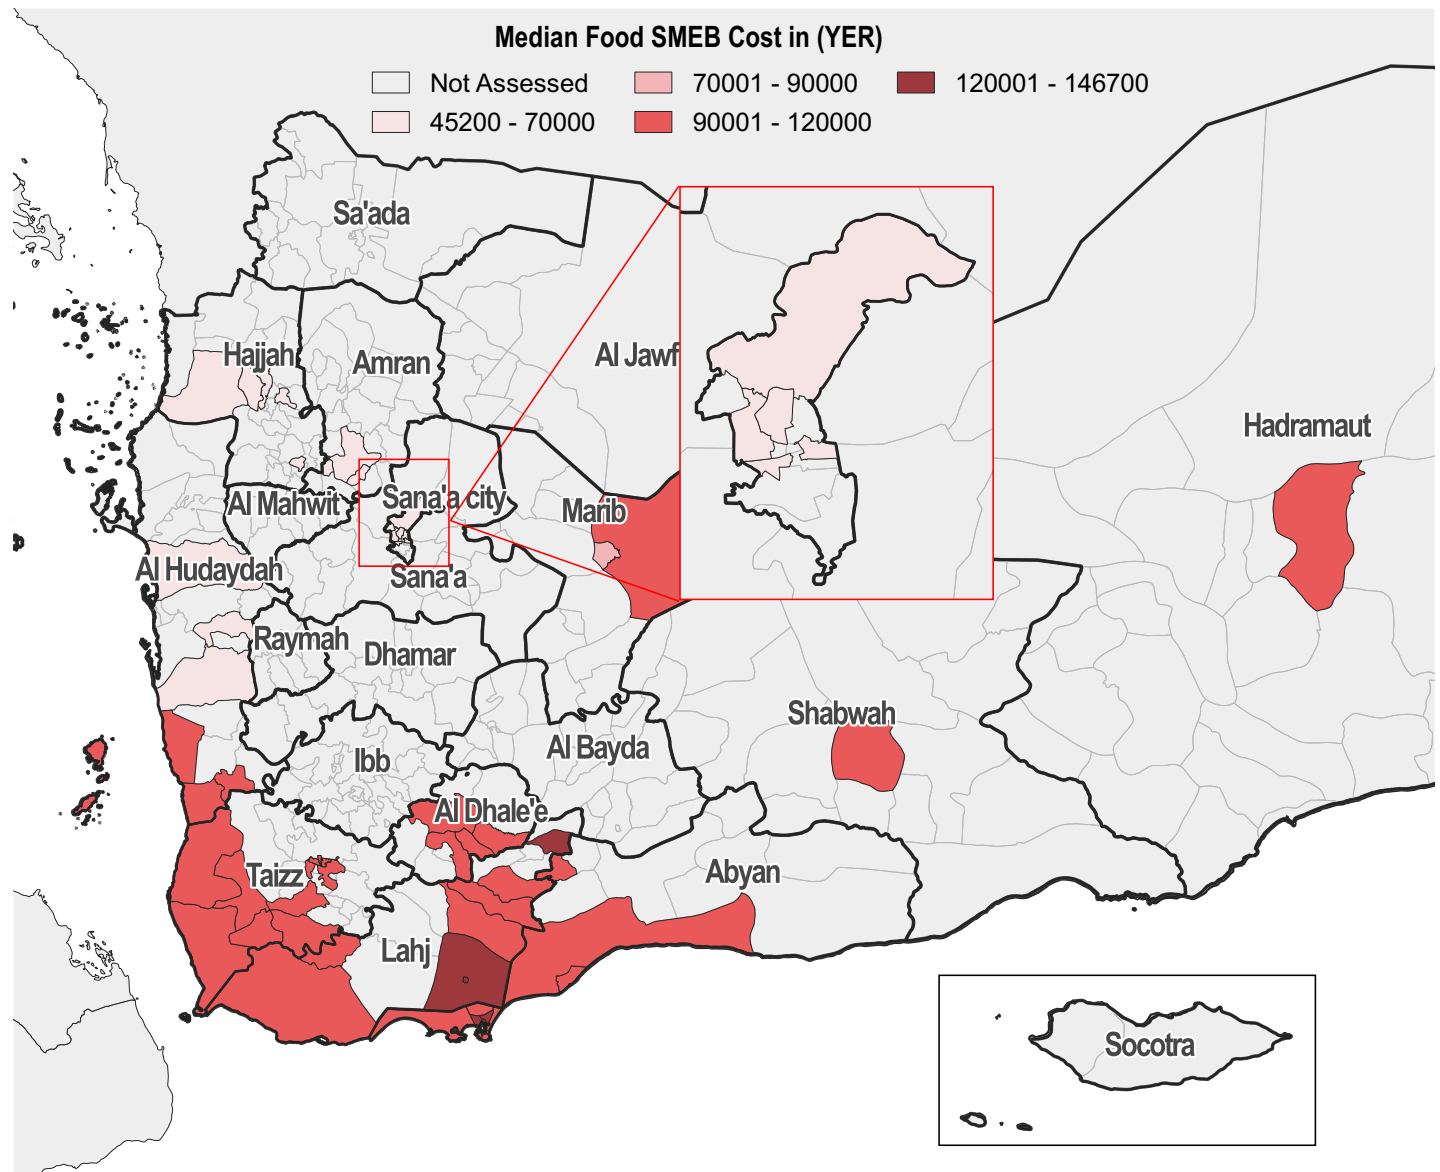 Median Food SMEB Cost in (YER)
Not Assessed
70001 - 90000
120001 - 146700
45200 - 70000
90001 - 120000
Sa'ada
Hajjah
Amran
Al Jawf
Hadramaut
Al Mahwit
Sana'a city
Marib
Al Hudaydah
Sana'a
Raymah
Dhamar
Shabwah
Ibb
Al Bayda
Al Dhale'e
Taizz
Abyan
Lahj
Socotra